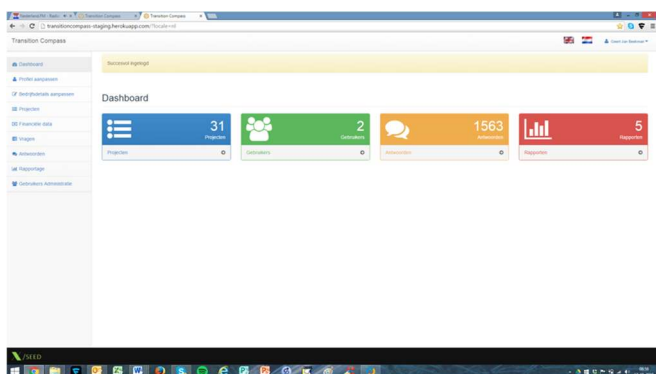 Transition Compass
Transition Compass
transitioncompass-staging.herokuapp.com/?locale=nl
Transition Compass
Succesvol ingelogd
Dashboard
Profiel aanpassen
Bedrijfsdetails aanpassen
Projecten
Financiële data
Vragen
Antwoorden
Rapportage
Gebruikers Administratie
Dashboard
31
Projecten
Projecten
2
Gebruikers
Gebruikers
1563
Antwoorden
Antwoorden
5
Rapporten
Rapporten
X/SEED